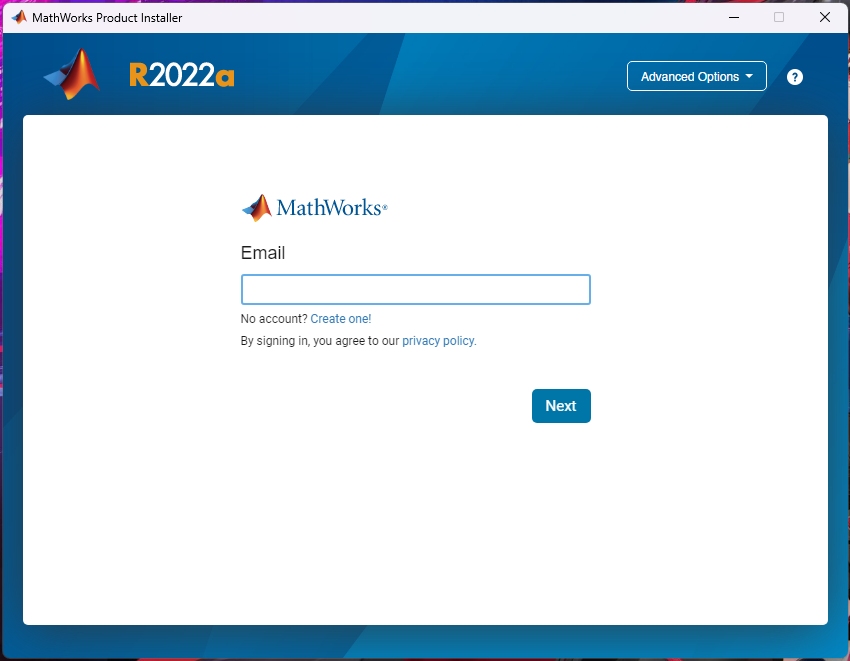 MathWorks Product Installer
R2022a
Advanced Options
?
MathWorks®
Email
No account? Create one!
By signing in, you agree to our privacy policy.
Next